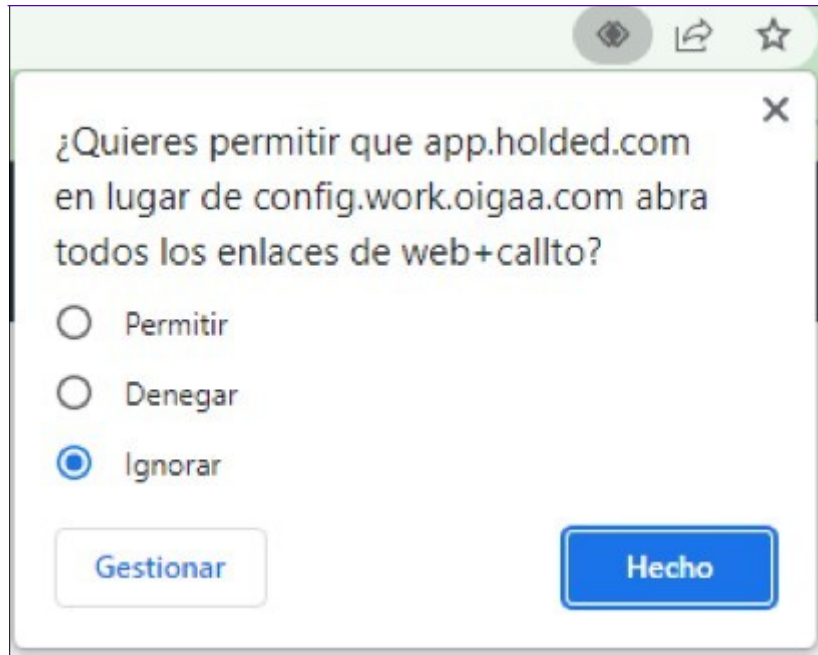 ¿Quieres permitir que app.holded.com
en lugar de config.work.oigaa.com abra
todos los enlaces de web+callto?
Permitir
Denegar
Ignorar
Gestionar
Hecho